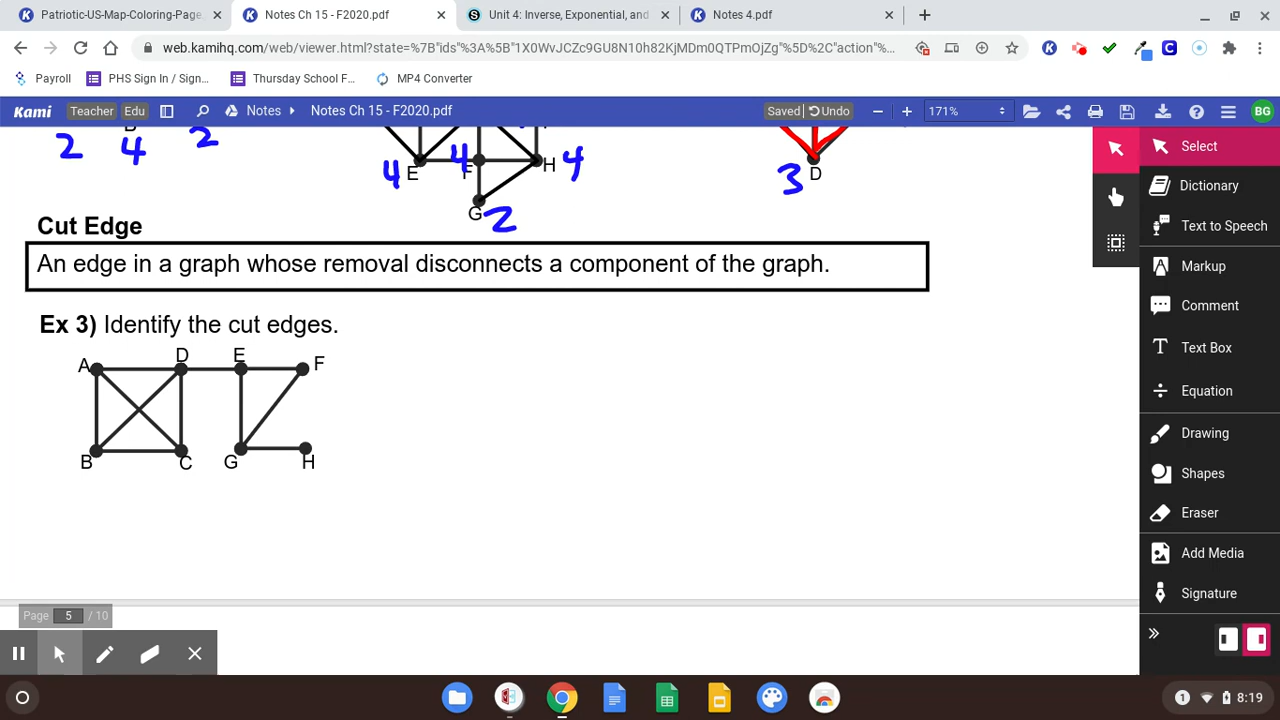 Patriotic-US-Map-Coloring-Page
Notes Ch 15 - F2020.pdf
Unit 4: Inverse, Exponential, and
Notes 4.pdf
web.kamihq.com/web/viewer.html?state=%7B"ids"%3A%5B"1X0WvJCZc9GU8N10h82KjMDm0QTPmOjZg"%5D%2C"action"%...
Payroll
PHS Sign In / Sign...
Thursday School F...
MP4 Converter
Kami
Teacher
Edu
Notes
Notes Ch 15 - F2020.pdf
Saved
Undo
171%
BG
2
B
4
2
4
E
4
F
H
4
G
2
3
D
Cut Edge
An edge in a graph whose removal disconnects a component of the graph.
Ex 3) Identify the cut edges.
A
D
E
F
B
C
G
H
Select
Dictionary
Text to Speech
Markup
Comment
Text Box
Equation
Drawing
Shapes
Eraser
Add Media
Signature
Page 5 / 10
1
8:19